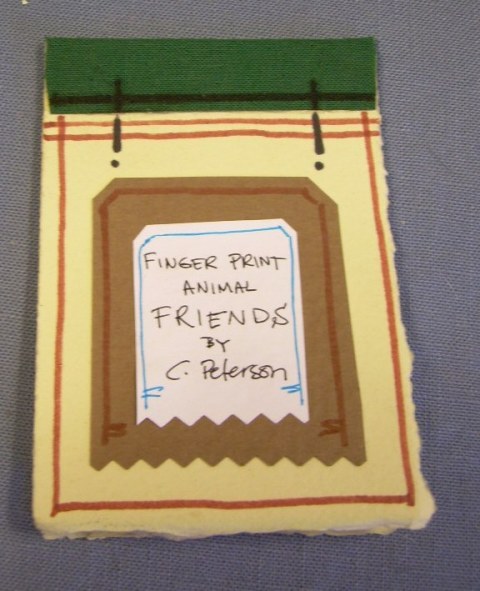 FINGER PRINT
ANIMAL
FRIENDS
BY
C. Peterson